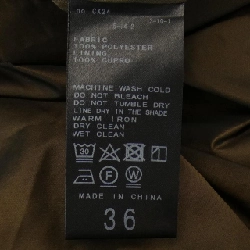 FABRIC
100% POLYESTER
LINING
100% CUPRO
MACHINE WASH COLD
DO NOT BLEACH
DO NOT TUMBLE DRY
LINE DRY IN THE SHADE
WARM IRON
DRY CLEAN
WET CLEAN
30
P
W
MADE IN CHINA
36